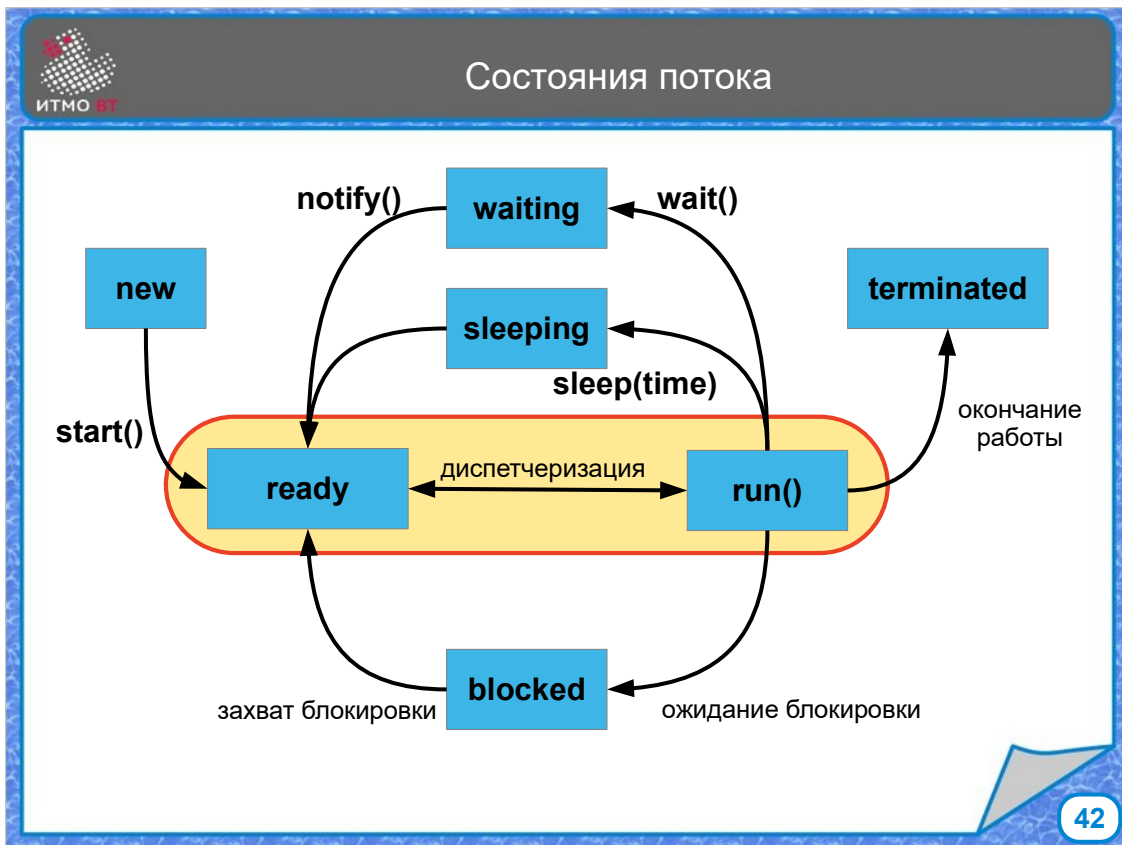 ИТМО ВТ
Состояния потока
notify()
waiting
wait()
new
terminated
sleeping
sleep(time)
start()
окончание
работы
ready
диспетчеризация
run()
blocked
захват блокировки
ожидание блокировки
42